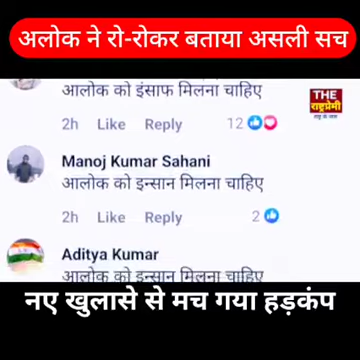 अलोक ने रो-रोकर बताया असली सच
आलोक को इंसाफ मिलना चाहिए
THE
राष्ट्रप्रेमी
2h Like Reply 12
Manoj Kumar Sahani
आलोक को इन्सान मिलना चाहिए
2h Like Reply 2
Aditya Kumar
आलोक को इन्सान मिलना चाहिए
नए खुलासे से मच गया हड़कंप